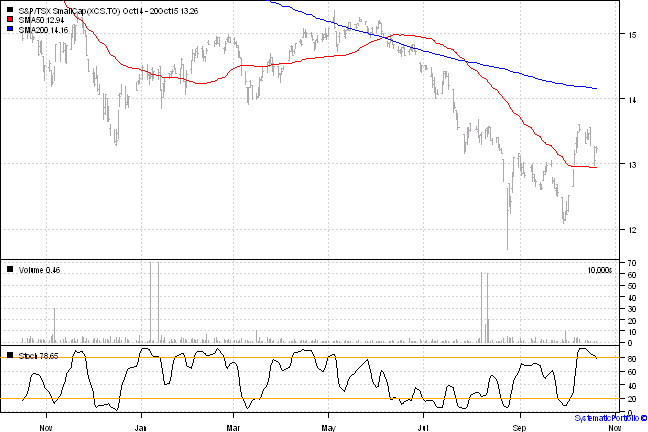 S&P/TSX SmallCap(XCS.TO) Oct14 - 20Oct15 13.26
SMA50 12.94
SMA200 14.16
15
14
13
12
Volume 0.46
10,000s
70
60
50
40
30
20
10
0
Stoch 78.65
80
60
40
20
0
SystematicPortfolio ©
Nov Jan Mar May Jul Sep Nov